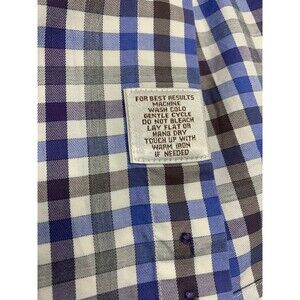 FOR BEST RESULTS
MACHINE
WASH COLD
GENTLE CYCLE
DO NOT BLEACH
LAY FLAT OR
HANG DRY
TOUCH UP WITH
WARM IRON
IF NEEDED